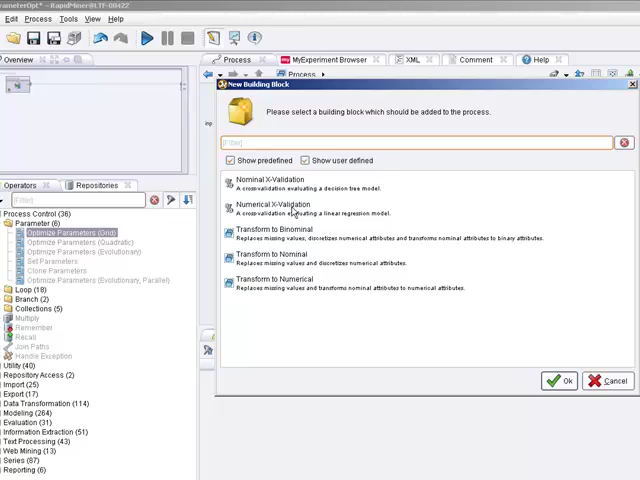 arameterOpt* – RapidMiner@LTF-00422
Edit Process Tools View Help
Overview
Process MyExperiment Browser XML Comment Help
Process
inp
New Building Block
Please select a building block which should be added to the process.
[Filter]
Show predefined Show user defined
Nominal X-Validation
A cross-validation evaluating a decision tree model.
Numerical X-Validation
A cross-validation evaluating a linear regression model.
Transform to Binominal
Replaces missing values, discretizes numerical attributes and transforms nominal attributes to binary attributes.
Transform to Nominal
Replaces missing values and discretizes numerical attributes.
Transform to Numerical
Replaces missing values and transforms nominal attributes to numerical attributes.
Ok Cancel
Operators Repositories
[Filter]
Process Control (36)
Parameter (6)
Optimize Parameters (Grid)
Optimize Parameters (Quadratic)
Optimize Parameters (Evolutionary)
Set Parameters
Clone Parameters
Optimize Parameters (Evolutionary, Parallel)
Loop (18)
Branch (2)
Collections (5)
Multiply
Remember
Recall
Join Paths
Handle Exception
Utility (40)
Repository Access (2)
Import (25)
Export (17)
Data Transformation (114)
Modeling (264)
Evaluation (31)
Information Extraction (51)
Text Processing (43)
Web Mining (13)
Series (87)
Reporting (6)